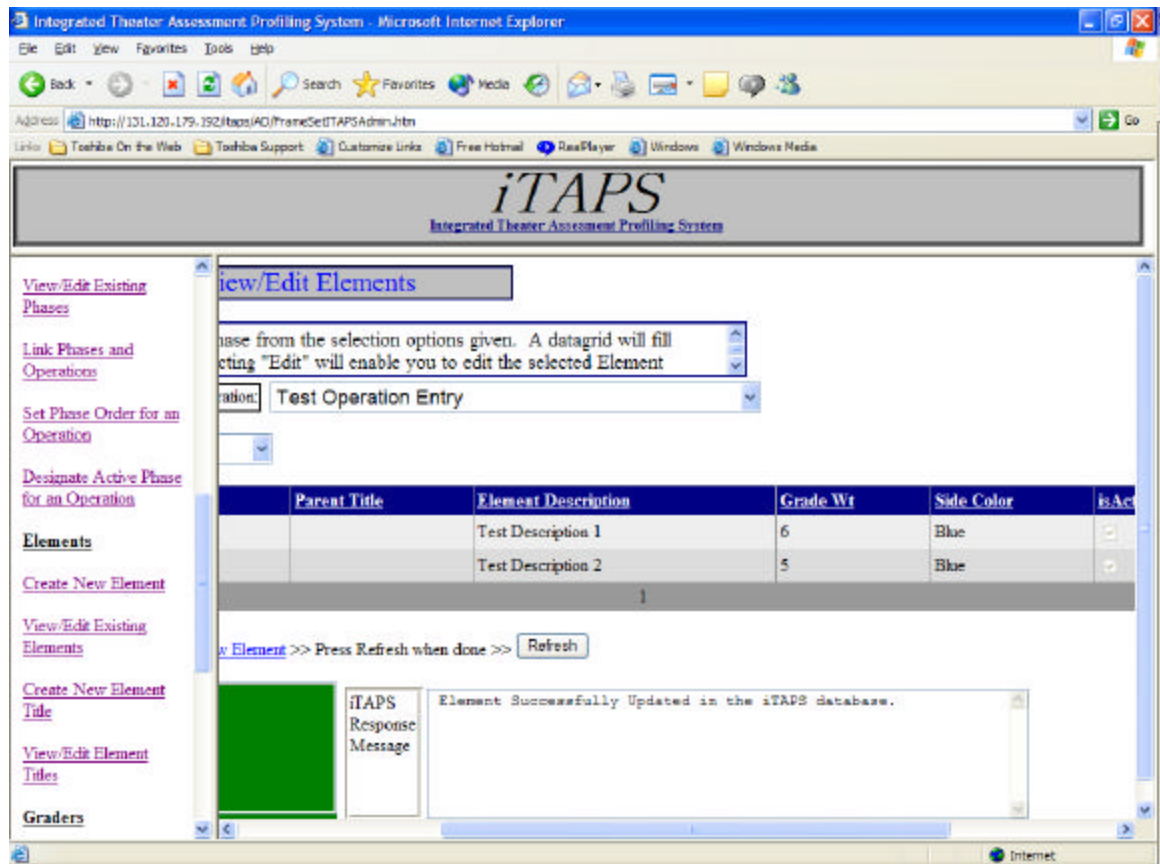 Integrated Theater Assessment Profiling System - Microsoft Internet Explorer
File Edit View Favorites Tools Help
Back Search Favorites Media
Address http://131.120.179.192/itaps/AO/FrameSetITAPSAdmin.htm Go
Links Toshiba On the Web Toshiba Support Customize Links Free Hotmail RealPlayer Windows Windows Media
iTAPS
Integrated Theater Assessment Profiling System
View/Edit Existing
Phases
Link Phases and
Operations
Set Phase Order for an
Operation
Designate Active Phase
for an Operation
Elements
Create New Element
View/Edit Existing
Elements
Create New Element
Title
View/Edit Element
Titles
Graders
iew/Edit Elements
hase from the selection options given. A datagrid will fill
cting "Edit" will enable you to edit the selected Element
ration: Test Operation Entry
Parent Title Element Description Grade Wt Side Color isAct
Test Description 1 6 Blue
Test Description 2 5 Blue
1
w Element >> Press Refresh when done >> Refresh
iTAPS
Response
Message
Element Successfully Updated in the iTAPS database.
Internet